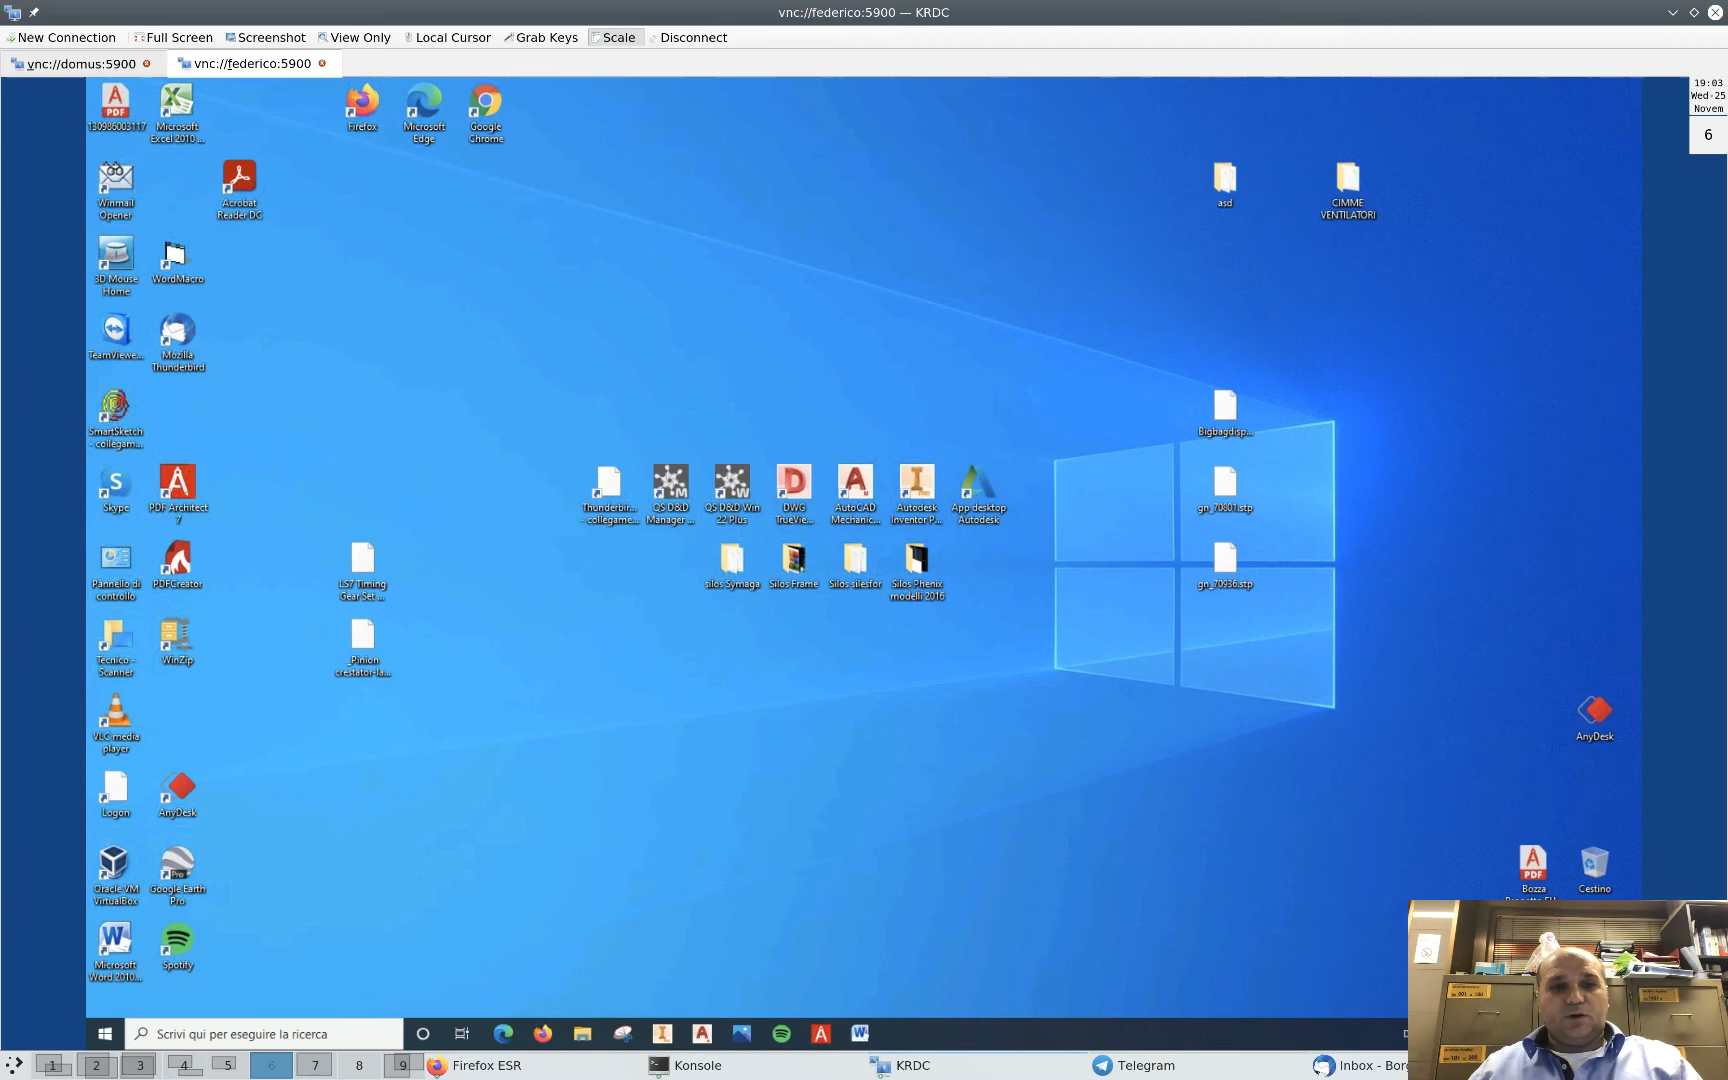 vnc://federico:5900 — KRDC
New Connection Full Screen Screenshot View Only Local Cursor Grab Keys Scale Disconnect
vnc://domus:5900 vnc://federico:5900
19:03
Wed-25
Novem
6
130986003117
Microsoft
Excel 2010 ...
Firefox
Microsoft
Edge
Google
Chrome
Winmail
Opener
Acrobat
Reader DC
asd
CIMME
VENTILATORI
3D Mouse
Home
WordMacro
TeamViewe...
Mozilla
Thunderbird
SmartSketch
- collegam...
Bigbagdisp...
Skype
PDF Architect
7
Thunderbir...
- collegame...
QS D&D
Manager ...
QS D&D Win
22 Plus
DWG
TrueVie...
AutoCAD
Mechanic...
Autodesk
Inventor P...
App desktop
Autodesk
gn_70801.stp
Pannello di
controllo
PDFCreator
LS7 Timing
Gear Set ...
silos Symaga
Silos Frame
Silos silesfor
Silos Phenix
modelli 2016
gn_70936.stp
Tecnico -
Scanner
WinZip
_Pinion
crestator-la...
VLC media
player
AnyDesk
Logon
AnyDesk
Oracle VM
VirtualBox
Google Earth
Pro
Bozza
Cestino
Microsoft
Word 2010...
Spotify
Scrivi qui per eseguire la ricerca
1 2 3 4 5 6 7 8 9 Firefox ESR Konsole KRDC Telegram Inbox - Borg